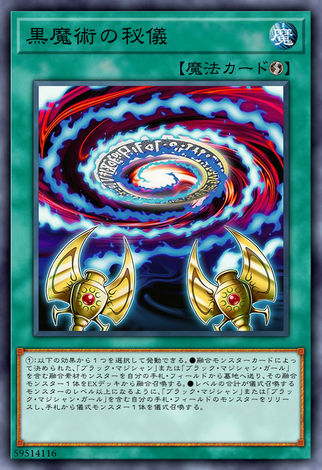 黒魔術の秘儀
魔
【魔法カード】
①:以下の効果から1つを選択して発動できる。●融合モンスターカードによっ
て決められた、「ブラック・マジシャン」または「ブラック・マジシャン・ガール」
を含む融合素材モンスターを自分の手札・フィールドから墓地へ送り、その融合
モンスター1体をEXデッキから融合召喚する。●レベルの合計が儀式召喚する
モンスターのレベル以上になるように、「ブラック・マジシャン」または「ブラッ
ク・マジシャン・ガール」を含む自分の手札・フィールドのモンスターをリリー
スし、手札から儀式モンスター1体を儀式召喚する。
59514116